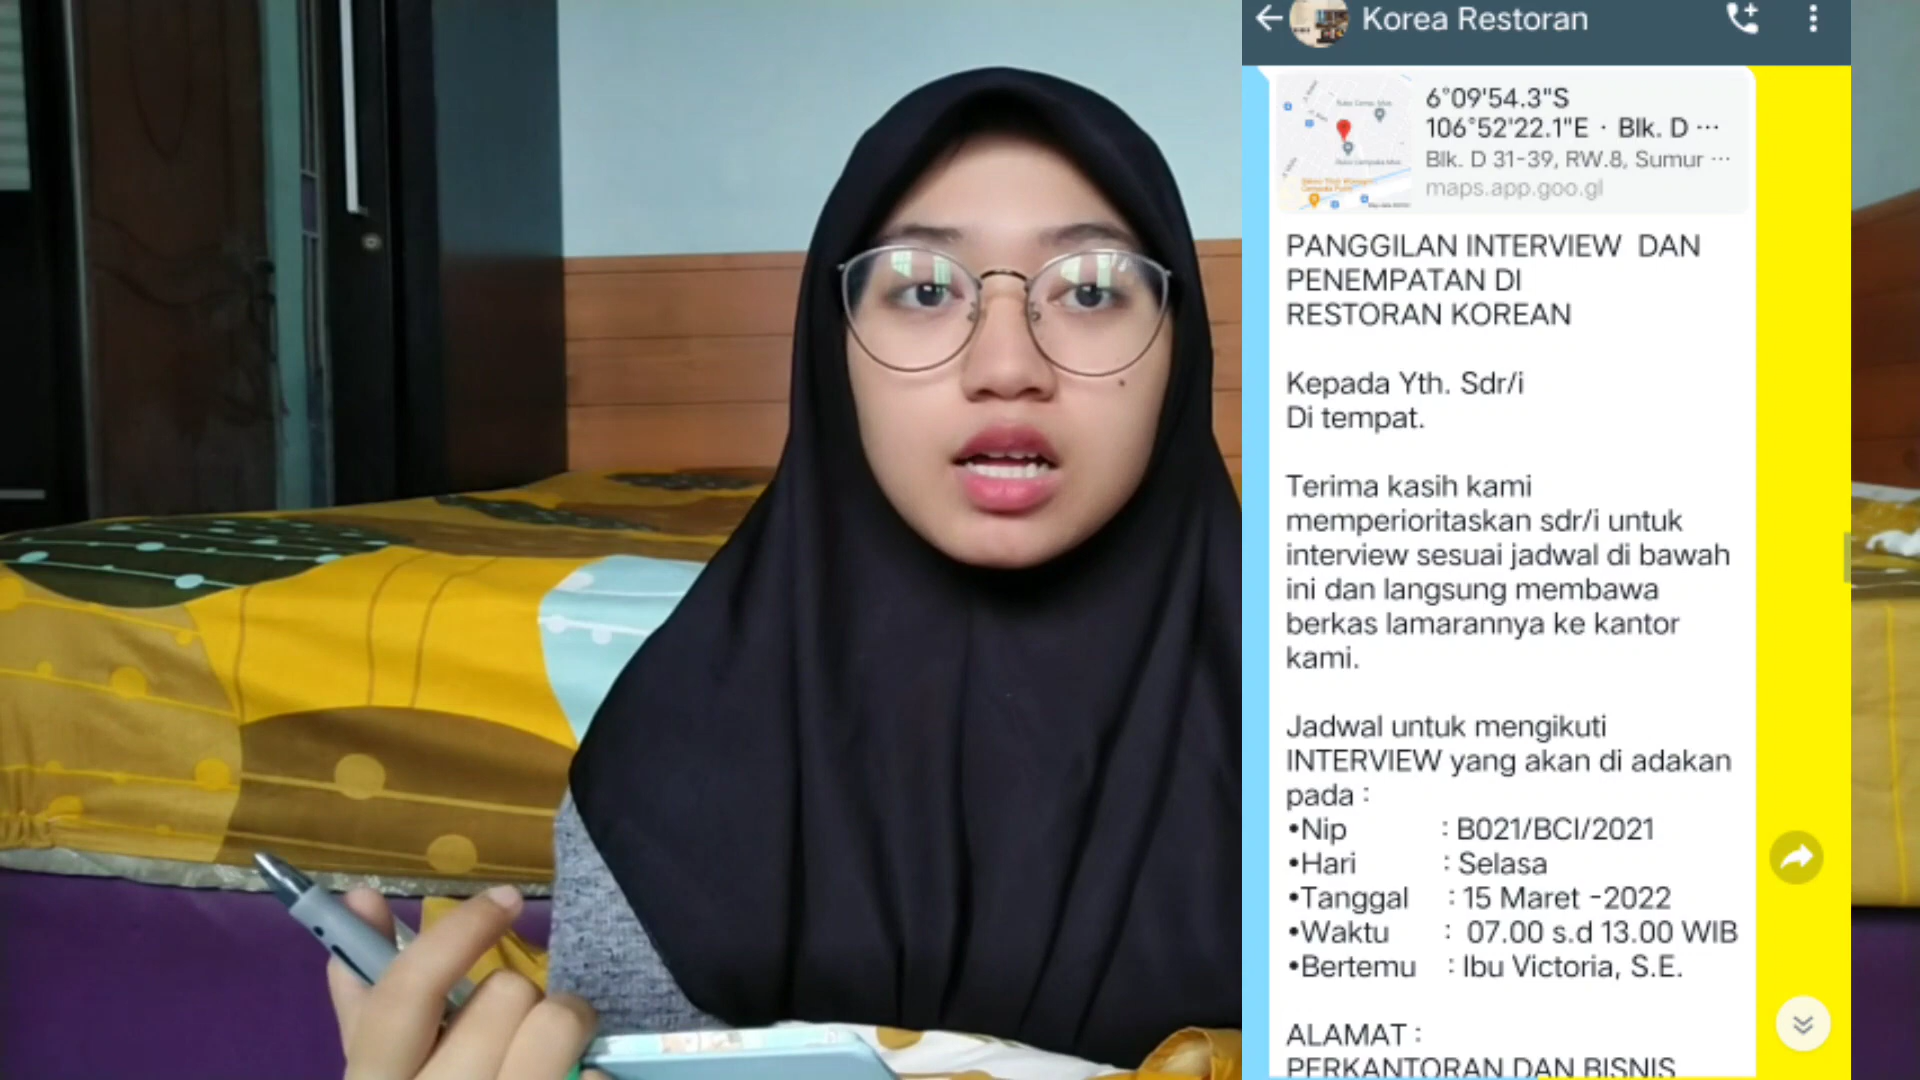 Korea Restoran
6°09'54.3"S
106°52'22.1"E · Blk. D ...
Blk. D 31-39, RW.8, Sumur ...
maps.app.goo.gl
PANGGILAN INTERVIEW DAN
PENEMPATAN DI
RESTORAN KOREAN
Kepada Yth. Sdr/i
Di tempat.
Terima kasih kami
memperioritaskan sdr/i untuk
interview sesuai jadwal di bawah
ini dan langsung membawa
berkas lamarannya ke kantor
kami.
Jadwal untuk mengikuti
INTERVIEW yang akan di adakan
pada :
•Nip : B021/BCI/2021
•Hari : Selasa
•Tanggal : 15 Maret -2022
•Waktu : 07.00 s.d 13.00 WIB
•Bertemu : Ibu Victoria, S.E.
ALAMAT :
PERKANTORAN DAN BISNIS